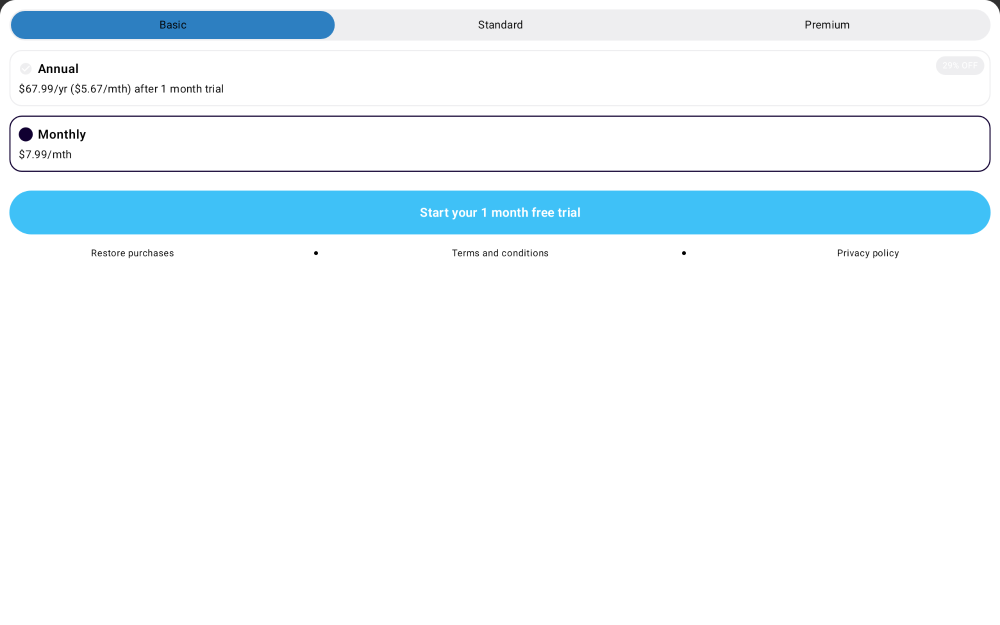 Basic
Standard
Premium
Annual
29% OFF
$67.99/yr ($5.67/mth) after 1 month trial
Monthly
$7.99/mth
Start your 1 month free trial
Restore purchases
Terms and conditions
Privacy policy